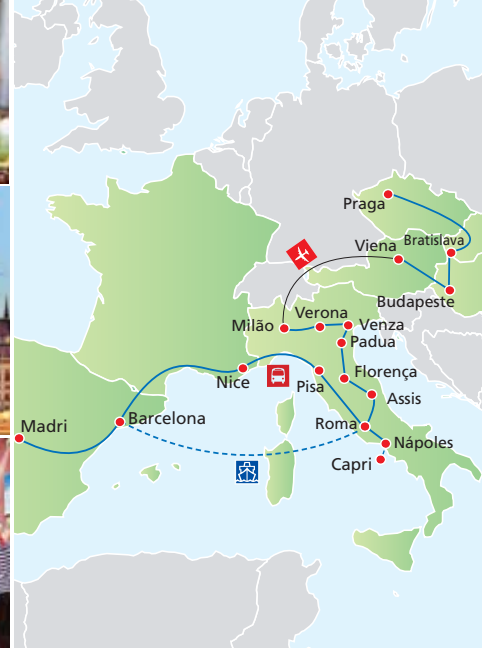 Praga
Viena
Bratislava
Budapeste
Verona
Milão
Venza
Padua
Florença
Nice
Pisa
Assis
Madri
Barcelona
Roma
Nápoles
Capri